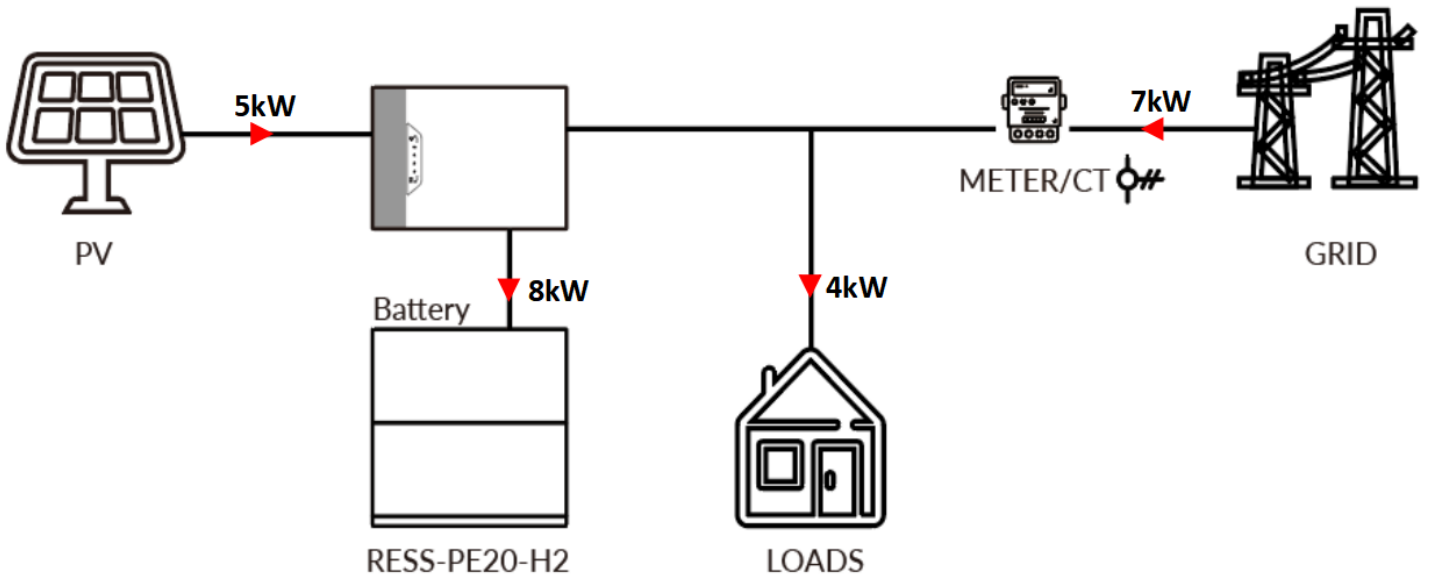 5kW
7kW
METER/CT
PV
GRID
8kW
4kW
Battery
RESS-PE20-H2
LOADS